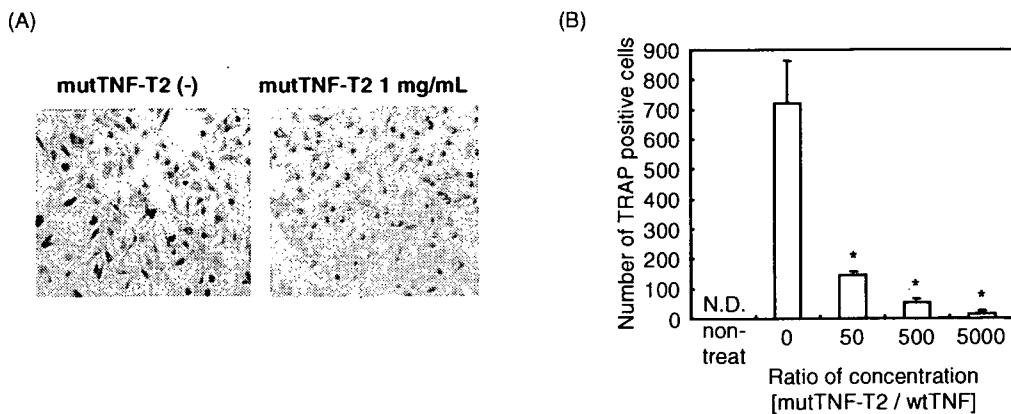 (A)
mutTNF-T2 (-)
mutTNF-T2 1 mg/mL
(B)
Number of TRAP positive cells
900
800
700
600
500
400
300
200
100
0
N.D.
*
*
*
non-
treat
0
50
500
5000
Ratio of concentration
[mutTNF-T2 / wtTNF]